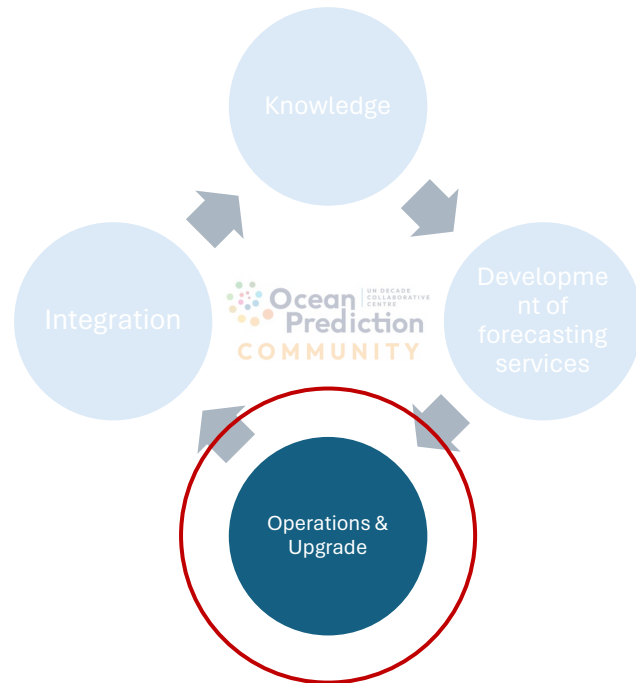 Knowledge
Integration
Ocean
Prediction
COMMUNITY
UN DECADE
COLLABORATIVE
CENTRE
Developme
nt of
forecasting
services
Operations &
Upgrade